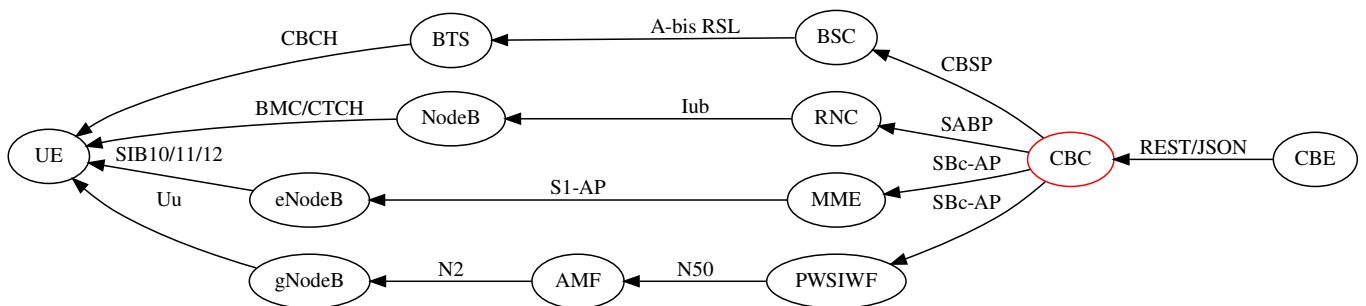 CBCH
BTS
A-bis RSL
BSC
CBSP
BMC/CTCH
NodeB
Iub
RNC
SABP
UE
SIB10/11/12
Uu
eNodeB
S1-AP
MME
SBc-AP
SBc-AP
CBC
REST/JSON
CBE
gNodeB
N2
AMF
N50
PWSIWF